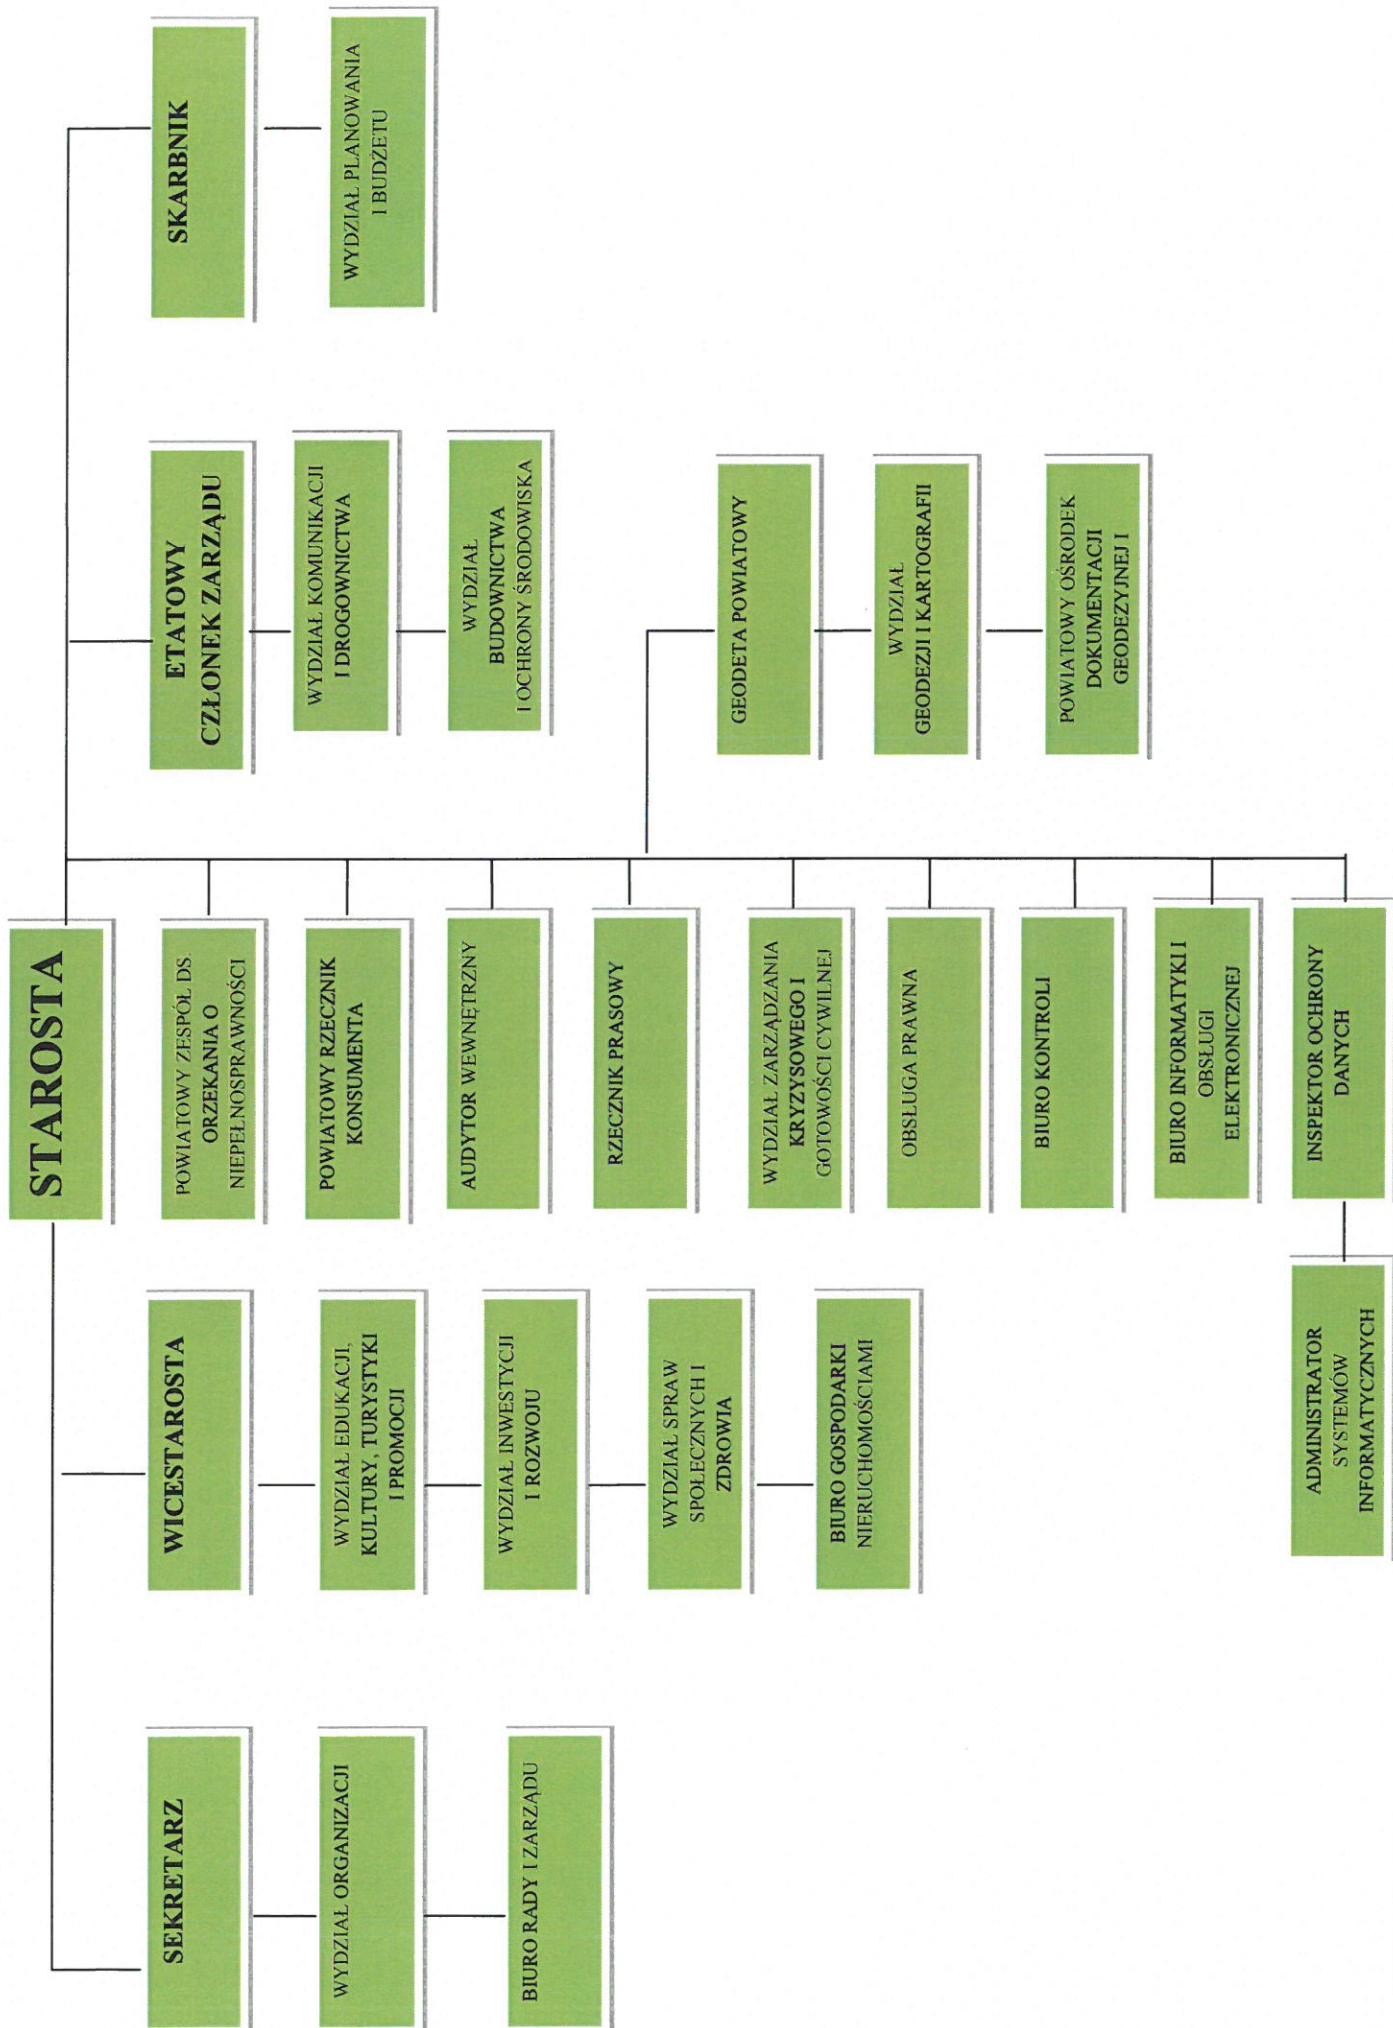 STAROSTA
SEKRETARZ
WYDZIAŁ ORGANIZACJI
BIURO RADY I ZARZĄDU
WICESTAROSTA
WYDZIAŁ EDUKACJI,
KULTURY, TURYSTYKI
I PROMOCJI
WYDZIAŁ INWESTYCJI
I ROZWOJU
WYDZIAŁ SPRAW
SPOŁECZNYCH I
ZDROWIA
BIURO GOSPODARKI
NIERUCHOMOŚCIAMI
POWIATOWY ZESPÓŁ DS.
ORZEKANIA O
NIEPEŁNOSPRAWNOŚCI
POWIATOWY RZECZNIK
KONSUMENTA
AUDYTOR WEWNĘTRZNY
RZECZNIK PRASOWY
WYDZIAŁ ZARZĄDZANIA
KRYZYSOWEGO I
GOTOWOŚCI CYWILNEJ
OBSŁUGA PRAWNA
BIURO KONTROLI
BIURO INFORMATYKI I
OBSŁUGI
ELEKTRONICZNEJ
INSPEKTOR OCHRONY
DANYCH
ADMINISTRATOR
SYSTEMÓW
INFORMATYCZNYCH
ETATOWY
CZŁONEK ZARZĄDU
WYDZIAŁ KOMUNIKACJI
I DROGOWNICTWA
WYDZIAŁ
BUDOWNICTWA
I OCHRONY ŚRODOWISKA
GEODETA POWIATOWY
WYDZIAŁ
GEODEZJI I KARTOGRAFII
POWIATOWY OŚRODEK
DOKUMENTACJI
GEODEZYJNEJ I
SKARBNIK
WYDZIAŁ PLANOWANIA
I BUDŻETU